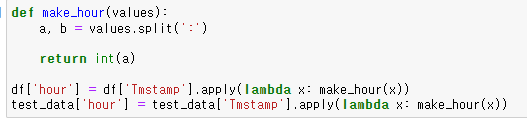 def make_hour(values):
    a, b = values.split(':')
    return int(a)
df['hour'] = df['Tmstamp'].apply(lambda x: make_hour(x))
test_data['hour'] = test_data['Tmstamp'].apply(lambda x: make_hour(x))